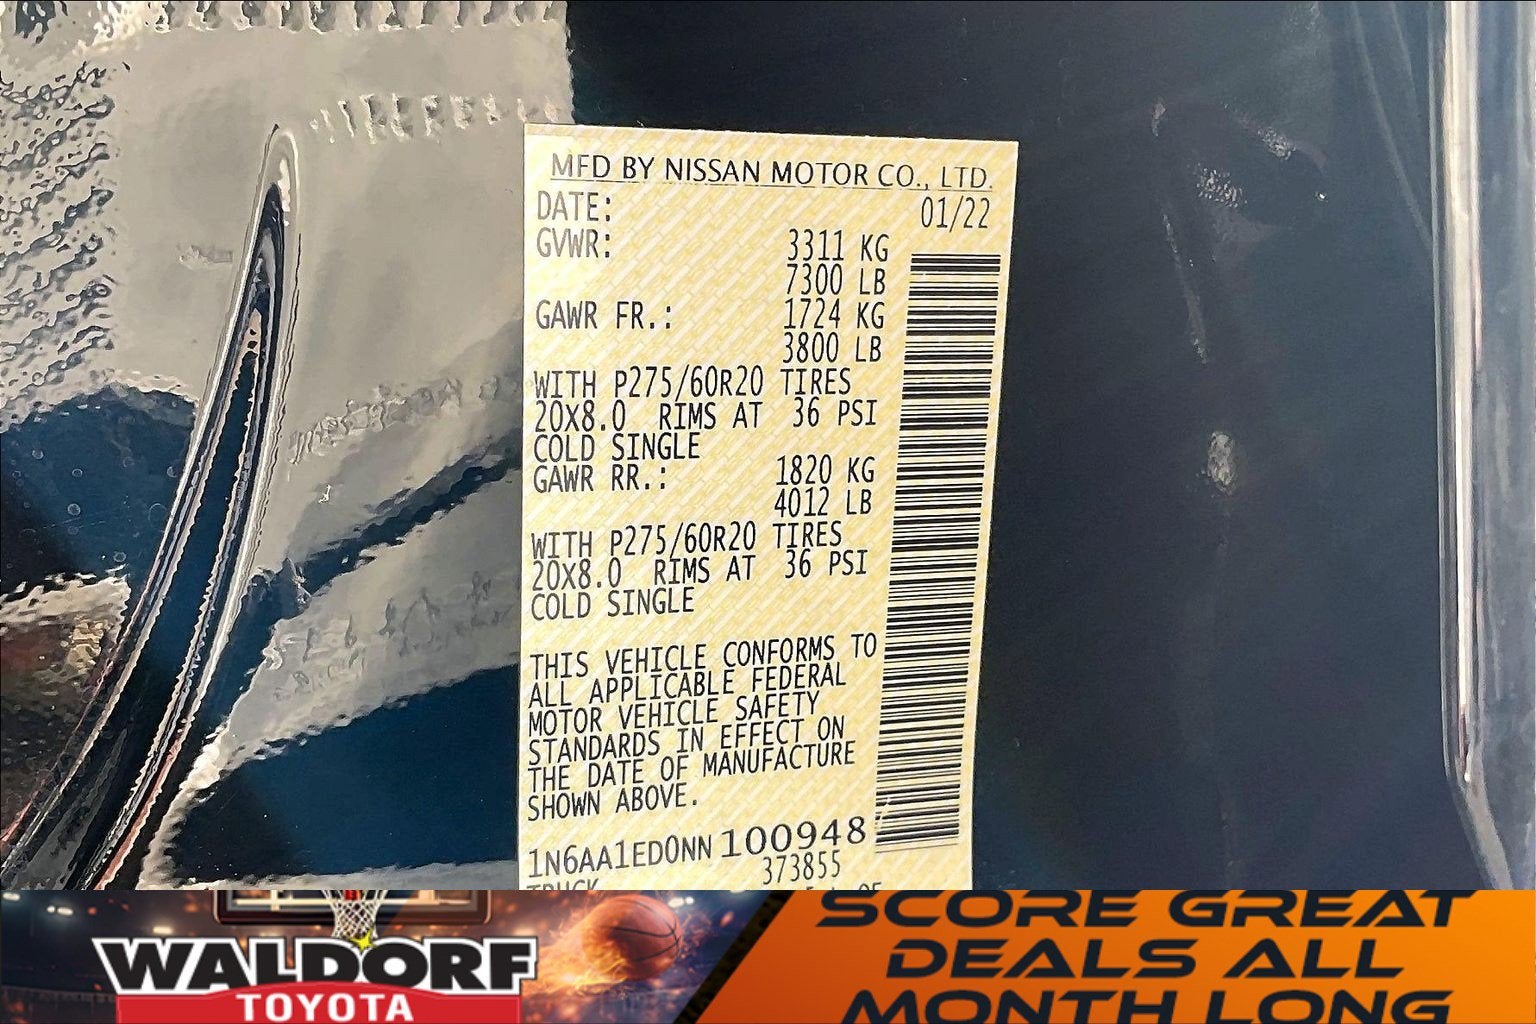 MFD BY NISSAN MOTOR CO., LTD.
DATE: 01/22
GVWR: 3311 KG
7300 LB
GAWR FR.: 1724 KG
3800 LB
WITH P275/60R20 TIRES
20X8.0 RIMS AT 36 PSI
COLD SINGLE
GAWR RR.: 1820 KG
4012 LB
WITH P275/60R20 TIRES
20X8.0 RIMS AT 36 PSI
COLD SINGLE
THIS VEHICLE CONFORMS TO
ALL APPLICABLE FEDERAL
MOTOR VEHICLE SAFETY
STANDARDS IN EFFECT ON
THE DATE OF MANUFACTURE
SHOWN ABOVE.
1N6AA1ED0NN100948
373855
TRUCK
WALDORF
TOYOTA
SCORE GREAT
DEALS ALL
MONTH LONG